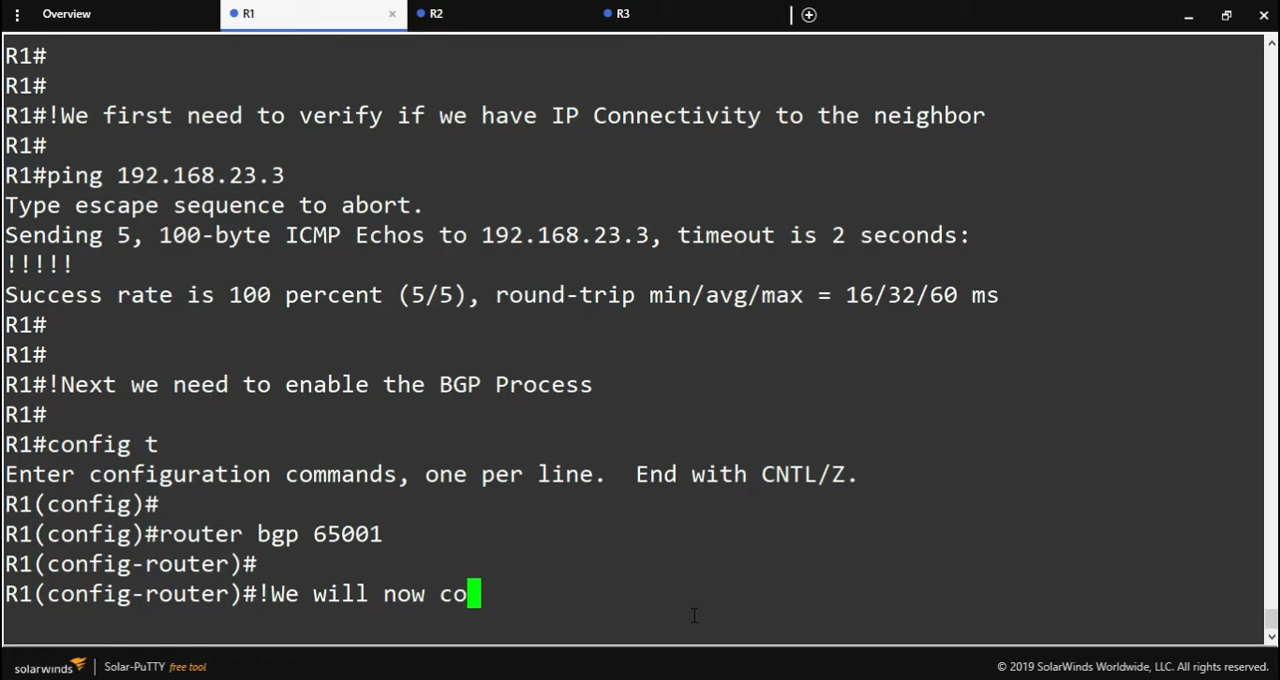 Overview
R1
R2
R3
R1#
R1#
R1#!We first need to verify if we have IP Connectivity to the neighbor
R1#
R1#ping 192.168.23.3
Type escape sequence to abort.
Sending 5, 100-byte ICMP Echos to 192.168.23.3, timeout is 2 seconds:
!!!!!
Success rate is 100 percent (5/5), round-trip min/avg/max = 16/32/60 ms
R1#
R1#
R1#!Next we need to enable the BGP Process
R1#
R1#config t
Enter configuration commands, one per line.  End with CNTL/Z.
R1(config)#
R1(config)#router bgp 65001
R1(config-router)#
R1(config-router)#!We will now co
solarwinds Solar-PuTTY free tool
© 2019 SolarWinds Worldwide, LLC. All rights reserved.